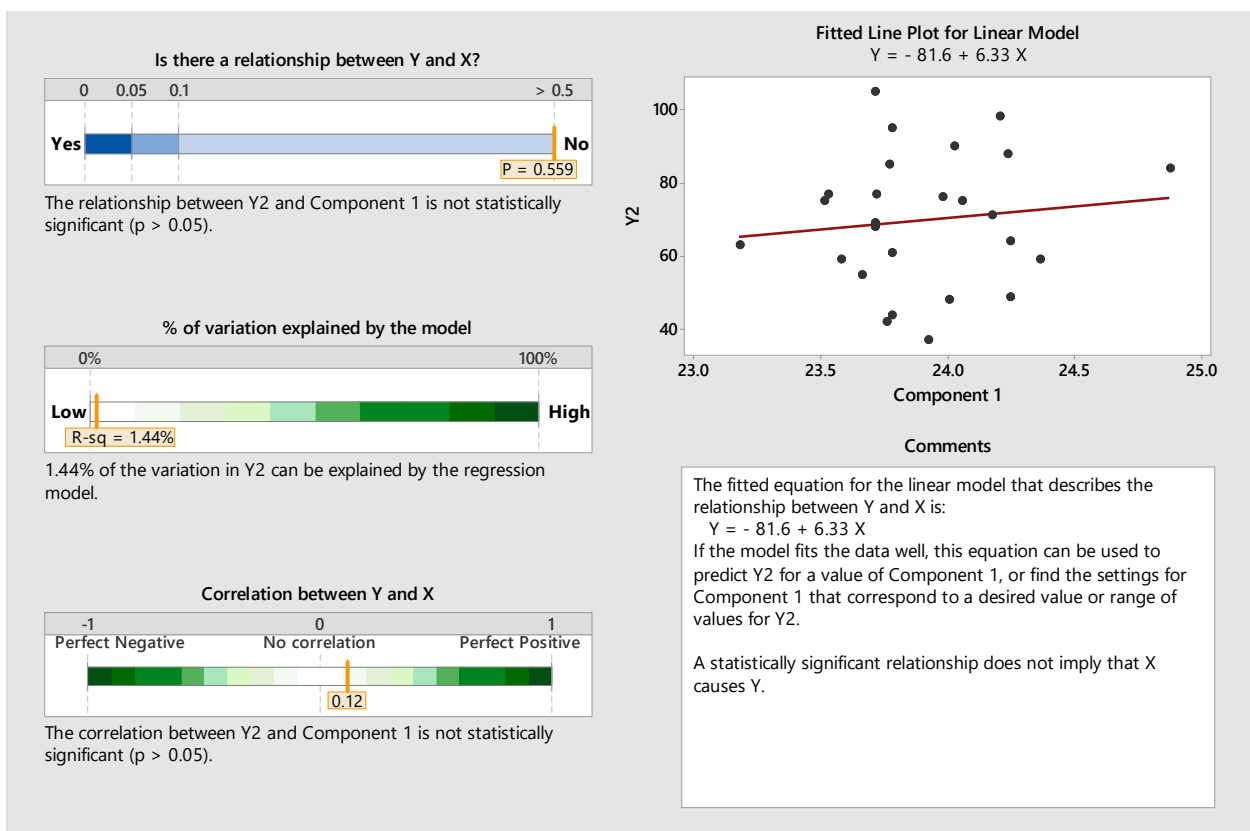 Is there a relationship between Y and X?
0 0.05 0.1 > 0.5
Yes No
P = 0.559
The relationship between Y2 and Component 1 is not statistically
significant (p > 0.05).
% of variation explained by the model
0% 100%
Low High
R-sq = 1.44%
1.44% of the variation in Y2 can be explained by the regression
model.
Correlation between Y and X
-1 0 1
Perfect Negative No correlation Perfect Positive
0.12
The correlation between Y2 and Component 1 is not statistically
significant (p > 0.05).
Fitted Line Plot for Linear Model
Y = - 81.6 + 6.33 X
100
80
60
40
Y2
23.0 23.5 24.0 24.5 25.0
Component 1
Comments
The fitted equation for the linear model that describes the
relationship between Y and X is:
Y = - 81.6 + 6.33 X
If the model fits the data well, this equation can be used to
predict Y2 for a value of Component 1, or find the settings for
Component 1 that correspond to a desired value or range of
values for Y2.
A statistically significant relationship does not imply that X
causes Y.